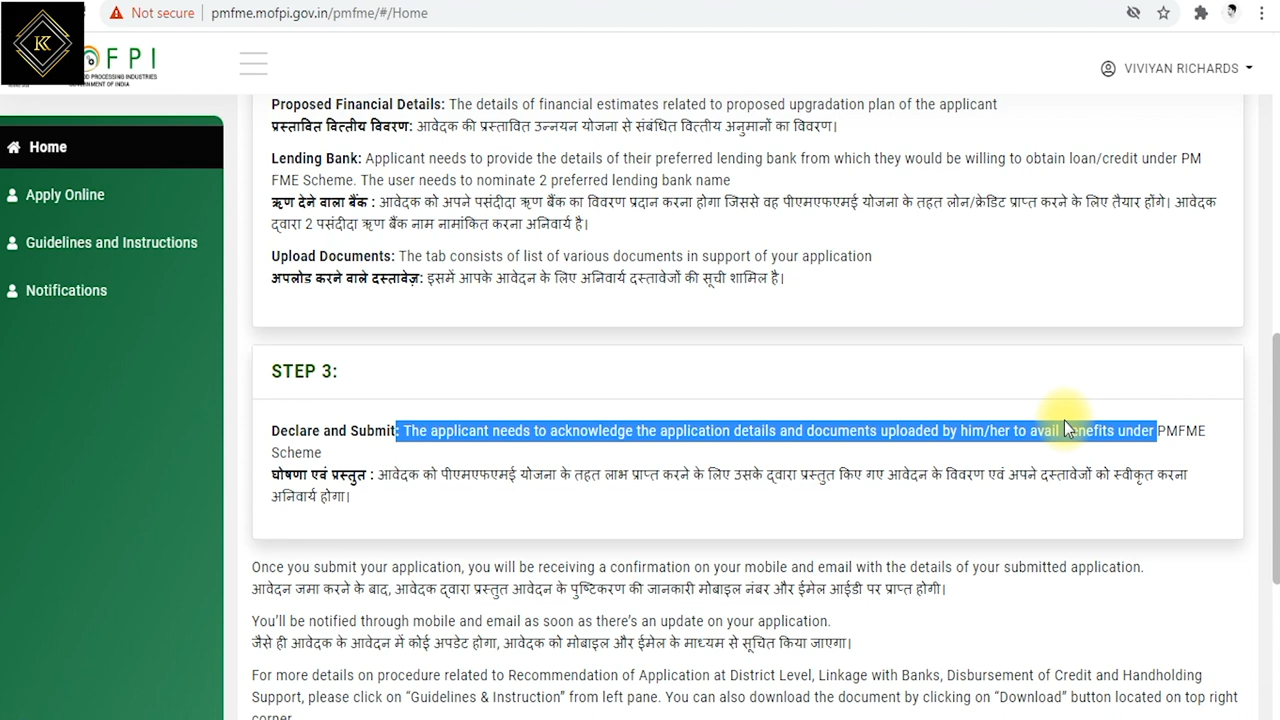 Not secure pmfme.mofpi.gov.in/pmfme/#/Home
F P I
VIVIYAN RICHARDS
OD PROCESSING INDUSTRIES
GOVERNMENT OF INDIA
Home
Apply Online
Guidelines and Instructions
Notifications
Proposed Financial Details: The details of financial estimates related to proposed upgradation plan of the applicant
प्रस्तावित वित्तीय विवरण: आवेदक की प्रस्तावित उन्नयन योजना से संबंधित वित्तीय अनुमानों का विवरण।
Lending Bank: Applicant needs to provide the details of their preferred lending bank from which they would be willing to obtain loan/credit under PM
FME Scheme. The user needs to nominate 2 preferred lending bank name
ऋण देने वाला बैंक : आवेदक को अपने पसंदीदा ऋण बैंक का विवरण प्रदान करना होगा जिससे वह पीएमएफएमई योजना के तहत लोन/क्रेडिट प्राप्त करने के लिए तैयार होंगे। आवेदक
द्वारा 2 पसंदीदा ऋण बैंक नाम नामांकित करना अनिवार्य है।
Upload Documents: The tab consists of list of various documents in support of your application
अपलोड करने वाले दस्तावेज़: इसमें आपके आवेदन के लिए अनिवार्य दस्तावेजों की सूची शामिल है।
STEP 3:
Declare and Submit: The applicant needs to acknowledge the application details and documents uploaded by him/her to avail benefits under PMFME
Scheme
घोषणा एवं प्रस्तुत : आवेदक को पीएमएफएमई योजना के तहत लाभ प्राप्त करने के लिए उसके द्वारा प्रस्तुत किए गए आवेदन के विवरण एवं अपने दस्तावेजों को स्वीकृत करना
अनिवार्य होगा।
Once you submit your application, you will be receiving a confirmation on your mobile and email with the details of your submitted application.
आवेदन जमा करने के बाद, आवेदक द्वारा प्रस्तुत आवेदन के पुष्टिकरण की जानकारी मोबाइल नंबर और ईमेल आईडी पर प्राप्त होगी।
You'll be notified through mobile and email as soon as there's an update on your application.
जैसे ही आवेदक के आवेदन में कोई अपडेट होगा, आवेदक को मोबाइल और ईमेल के माध्यम से सूचित किया जाएगा।
For more details on procedure related to Recommendation of Application at District Level, Linkage with Banks, Disbursement of Credit and Handholding
Support, please click on “Guidelines & Instruction” from left pane. You can also download the document by clicking on “Download” button located on top right
corner